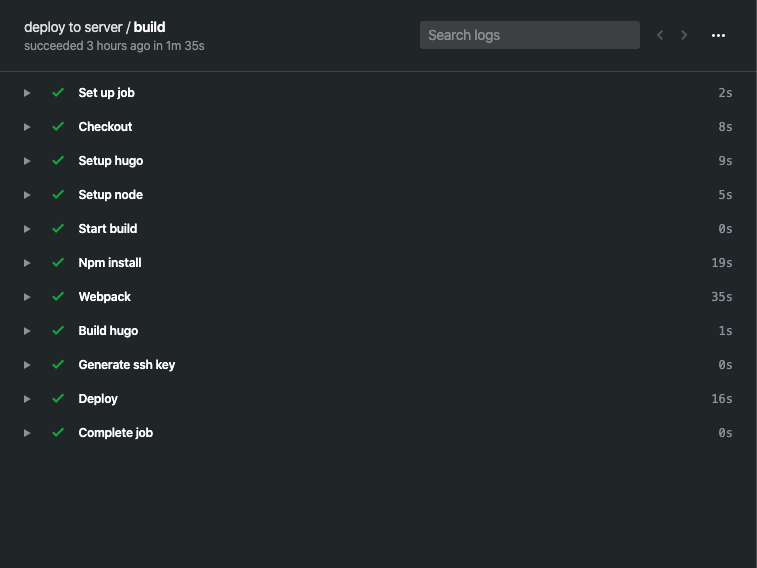 deploy to server / build
succeeded 3 hours ago in 1m 35s
Search logs
Set up job 2s
Checkout 8s
Setup hugo 9s
Setup node 5s
Start build 0s
Npm install 19s
Webpack 35s
Build hugo 1s
Generate ssh key 0s
Deploy 16s
Complete job 0s